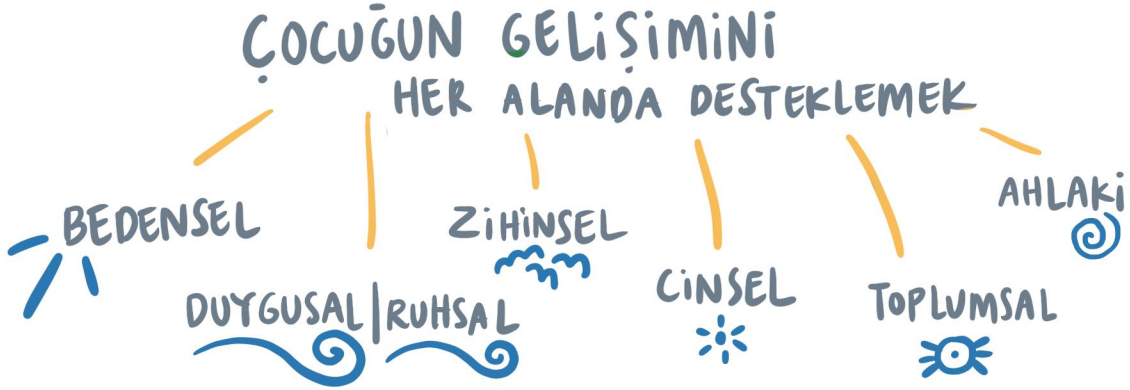 ÇOCUĞUN GELİŞİMİNİ
HER ALANDA DESTEKLEMEK
BEDENSEL
DUYGUSAL|RUHSAL
ZİHİNSEL
CİNSEL
TOPLUMSAL
AHLAKİ